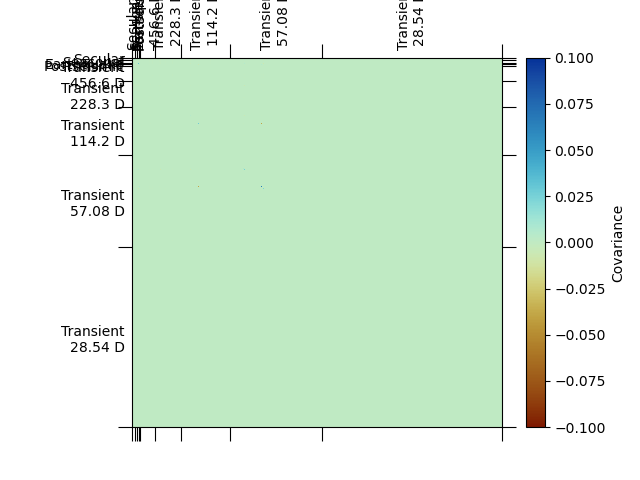 Secular
Transient
228.3 D
Transient
114.2 D
Transient
57.08 D
Transient
28.54 D
Secular
Transient
456.6 D
Transient
228.3 D
Transient
114.2 D
Transient
57.08 D
Transient
28.54 D
0.100
0.075
0.050
0.025
0.000
−0.025
−0.050
−0.075
−0.100
Covariance